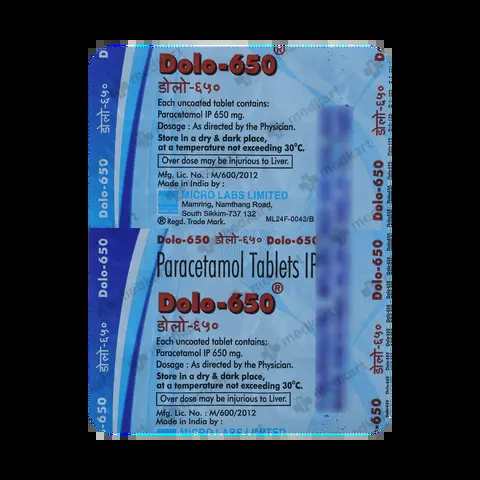 Dolo-650®
डोलो-६५०
Each uncoated tablet contains:
Paracetamol IP 650 mg.
Dosage : As directed by the Physician.
Store in a dry & dark place,
at a temperature not exceeding 30°C.
Over dose may be injurious to Liver.
Mfg. Lic. No. : M/600/2012
Made in India by :
MICRO LABS LIMITED
Mamring, Namthang Road,
South Sikkim-737 132
® Regd. Trade Mark.
ML24F-0043/B
Dolo-650 डोलो-६५० Dolo-650
Paracetamol Tablets IP
Dolo-650®
डोलो-६५०
Each uncoated tablet contains:
Paracetamol IP 650 mg.
Dosage : As directed by the Physician.
Store in a dry & dark place,
at a temperature not exceeding 30°C.
Over dose may be injurious to Liver.
Mfg. Lic. No. : M/600/2012
Made in India by :
MICRO LABS LIMITED
Dolo-650
डोलो-६५०
Dolo-650
डोलो-६५०
Dolo-650
डोलो-६५०
Dolo-650
डोलो-६५०
medkart